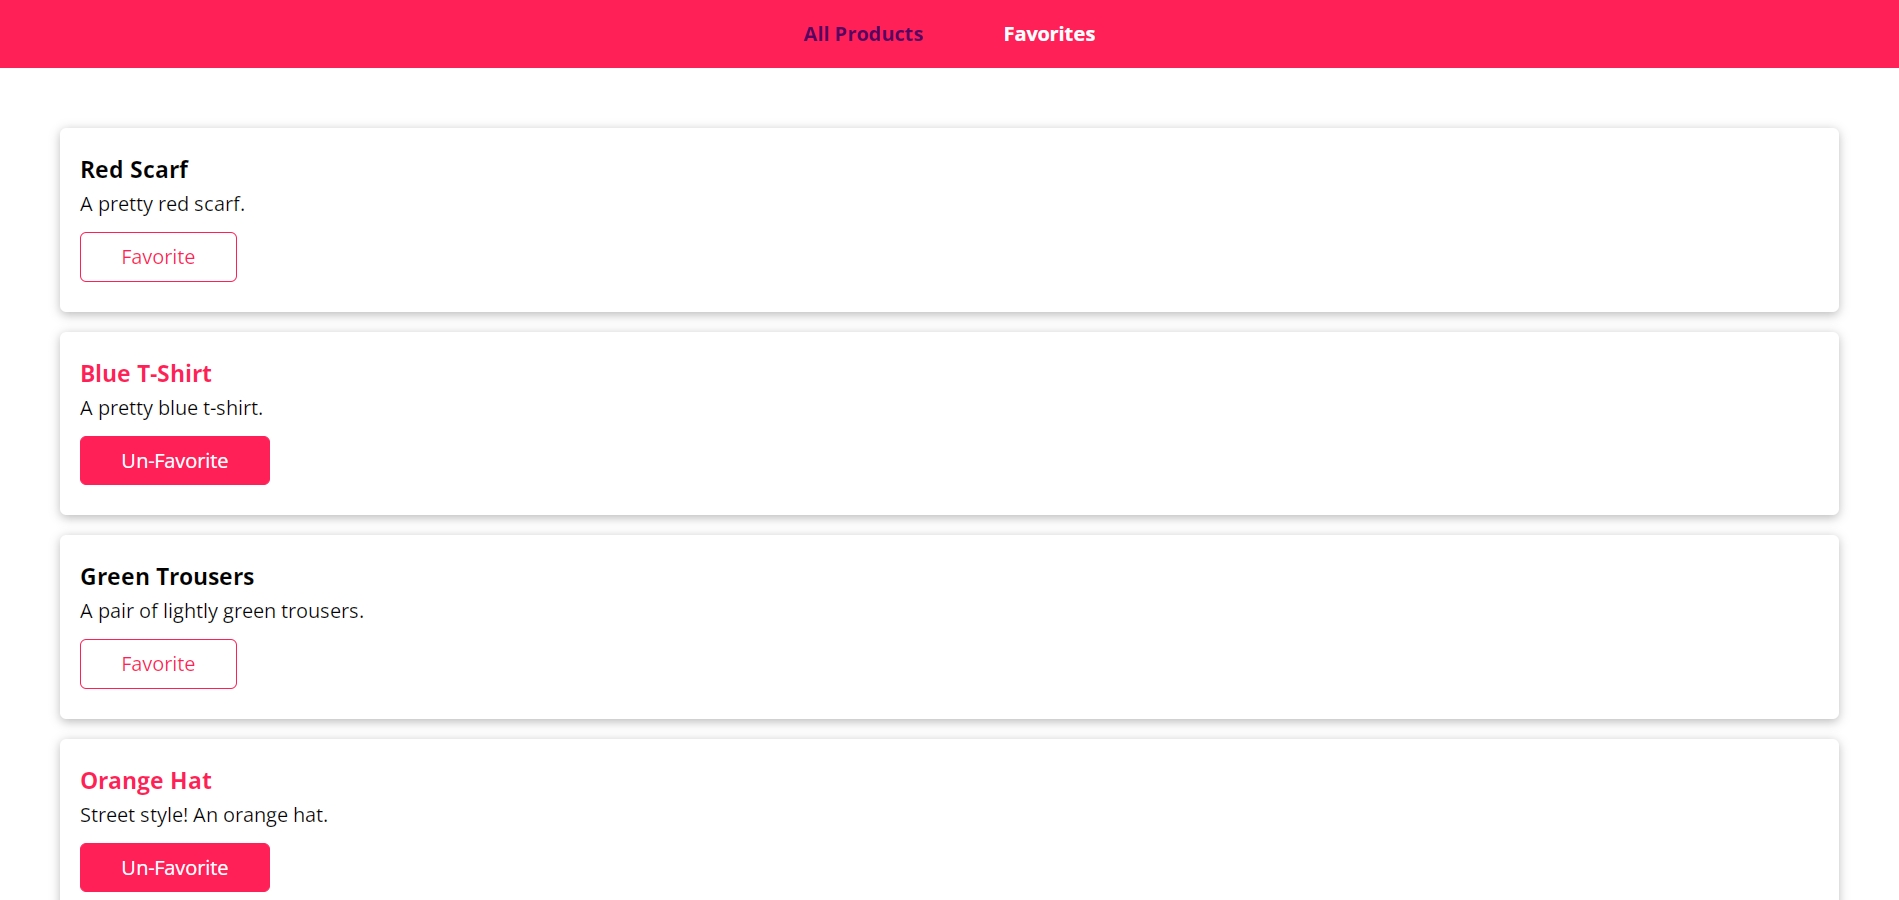 All Products Favorites
Red Scarf
A pretty red scarf.
Favorite
Blue T-Shirt
A pretty blue t-shirt.
Un-Favorite
Green Trousers
A pair of lightly green trousers.
Favorite
Orange Hat
Street style! An orange hat.
Un-Favorite